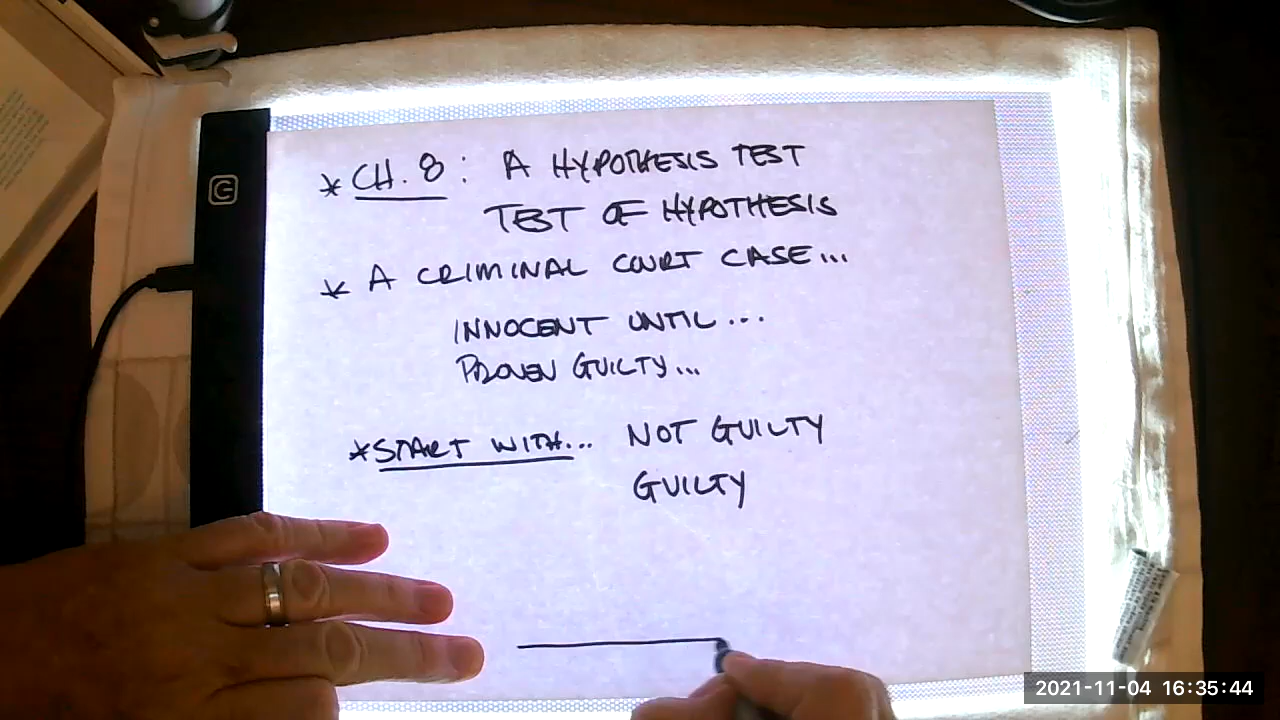 * CH. 8 : A HYPOTHESIS TEST
TEST OF HYPOTHESIS
* A CRIMINAL COURT CASE...
INNOCENT UNTIL...
PROVEN GUILTY...
* START WITH... NOT GUILTY
GUILTY
2021-11-04 16:35:44